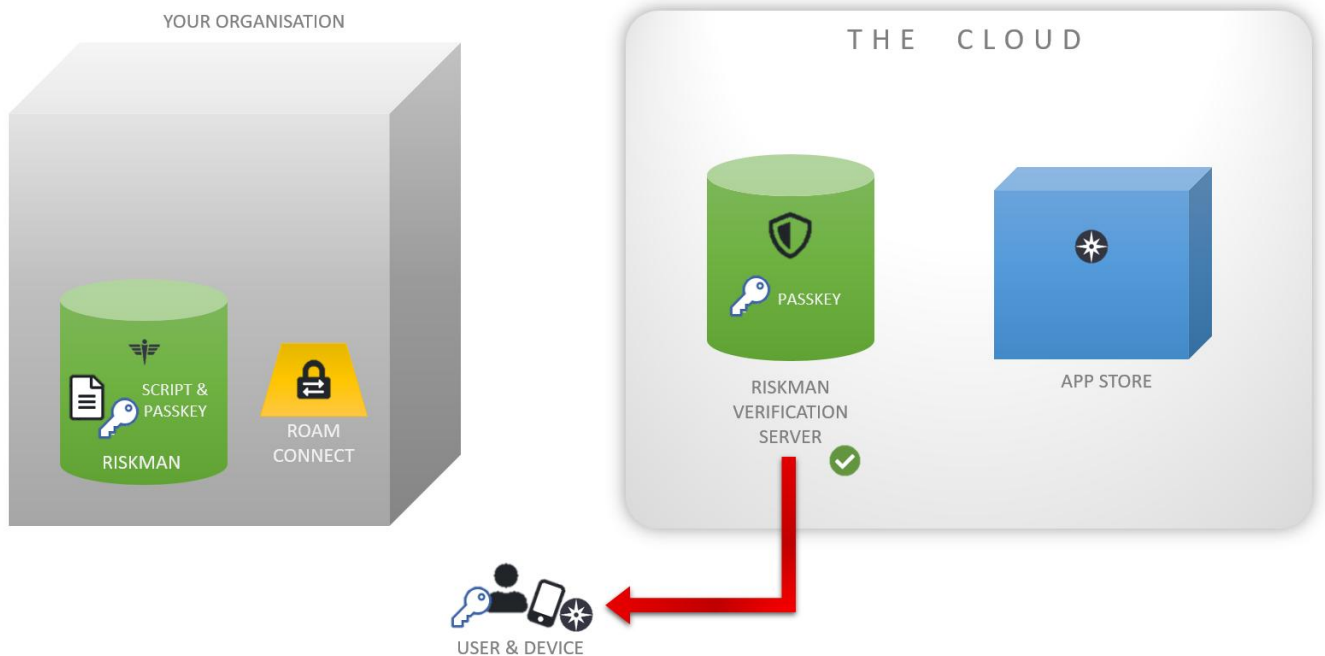 YOUR ORGANISATION
THE CLOUD
PASSKEY
SCRIPT &
PASSKEY
RISKMAN
ROAM
CONNECT
RISKMAN
VERIFICATION
SERVER
APP STORE
USER & DEVICE